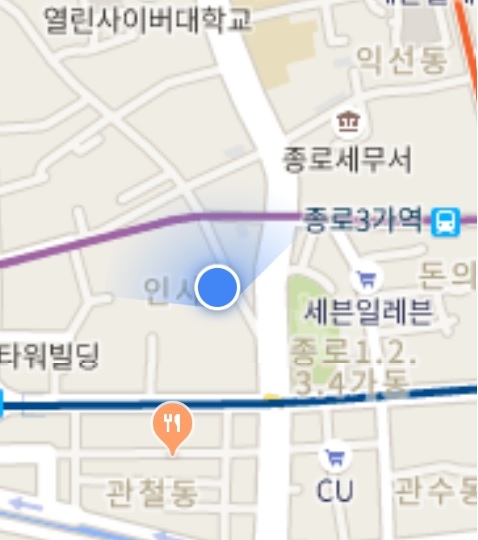 열린사이버대학교
익선동
종로세무서
종로3가역
돈의
세븐일레븐
타워빌딩
종로1.2.
3.4가동
관철동
CU
관수동